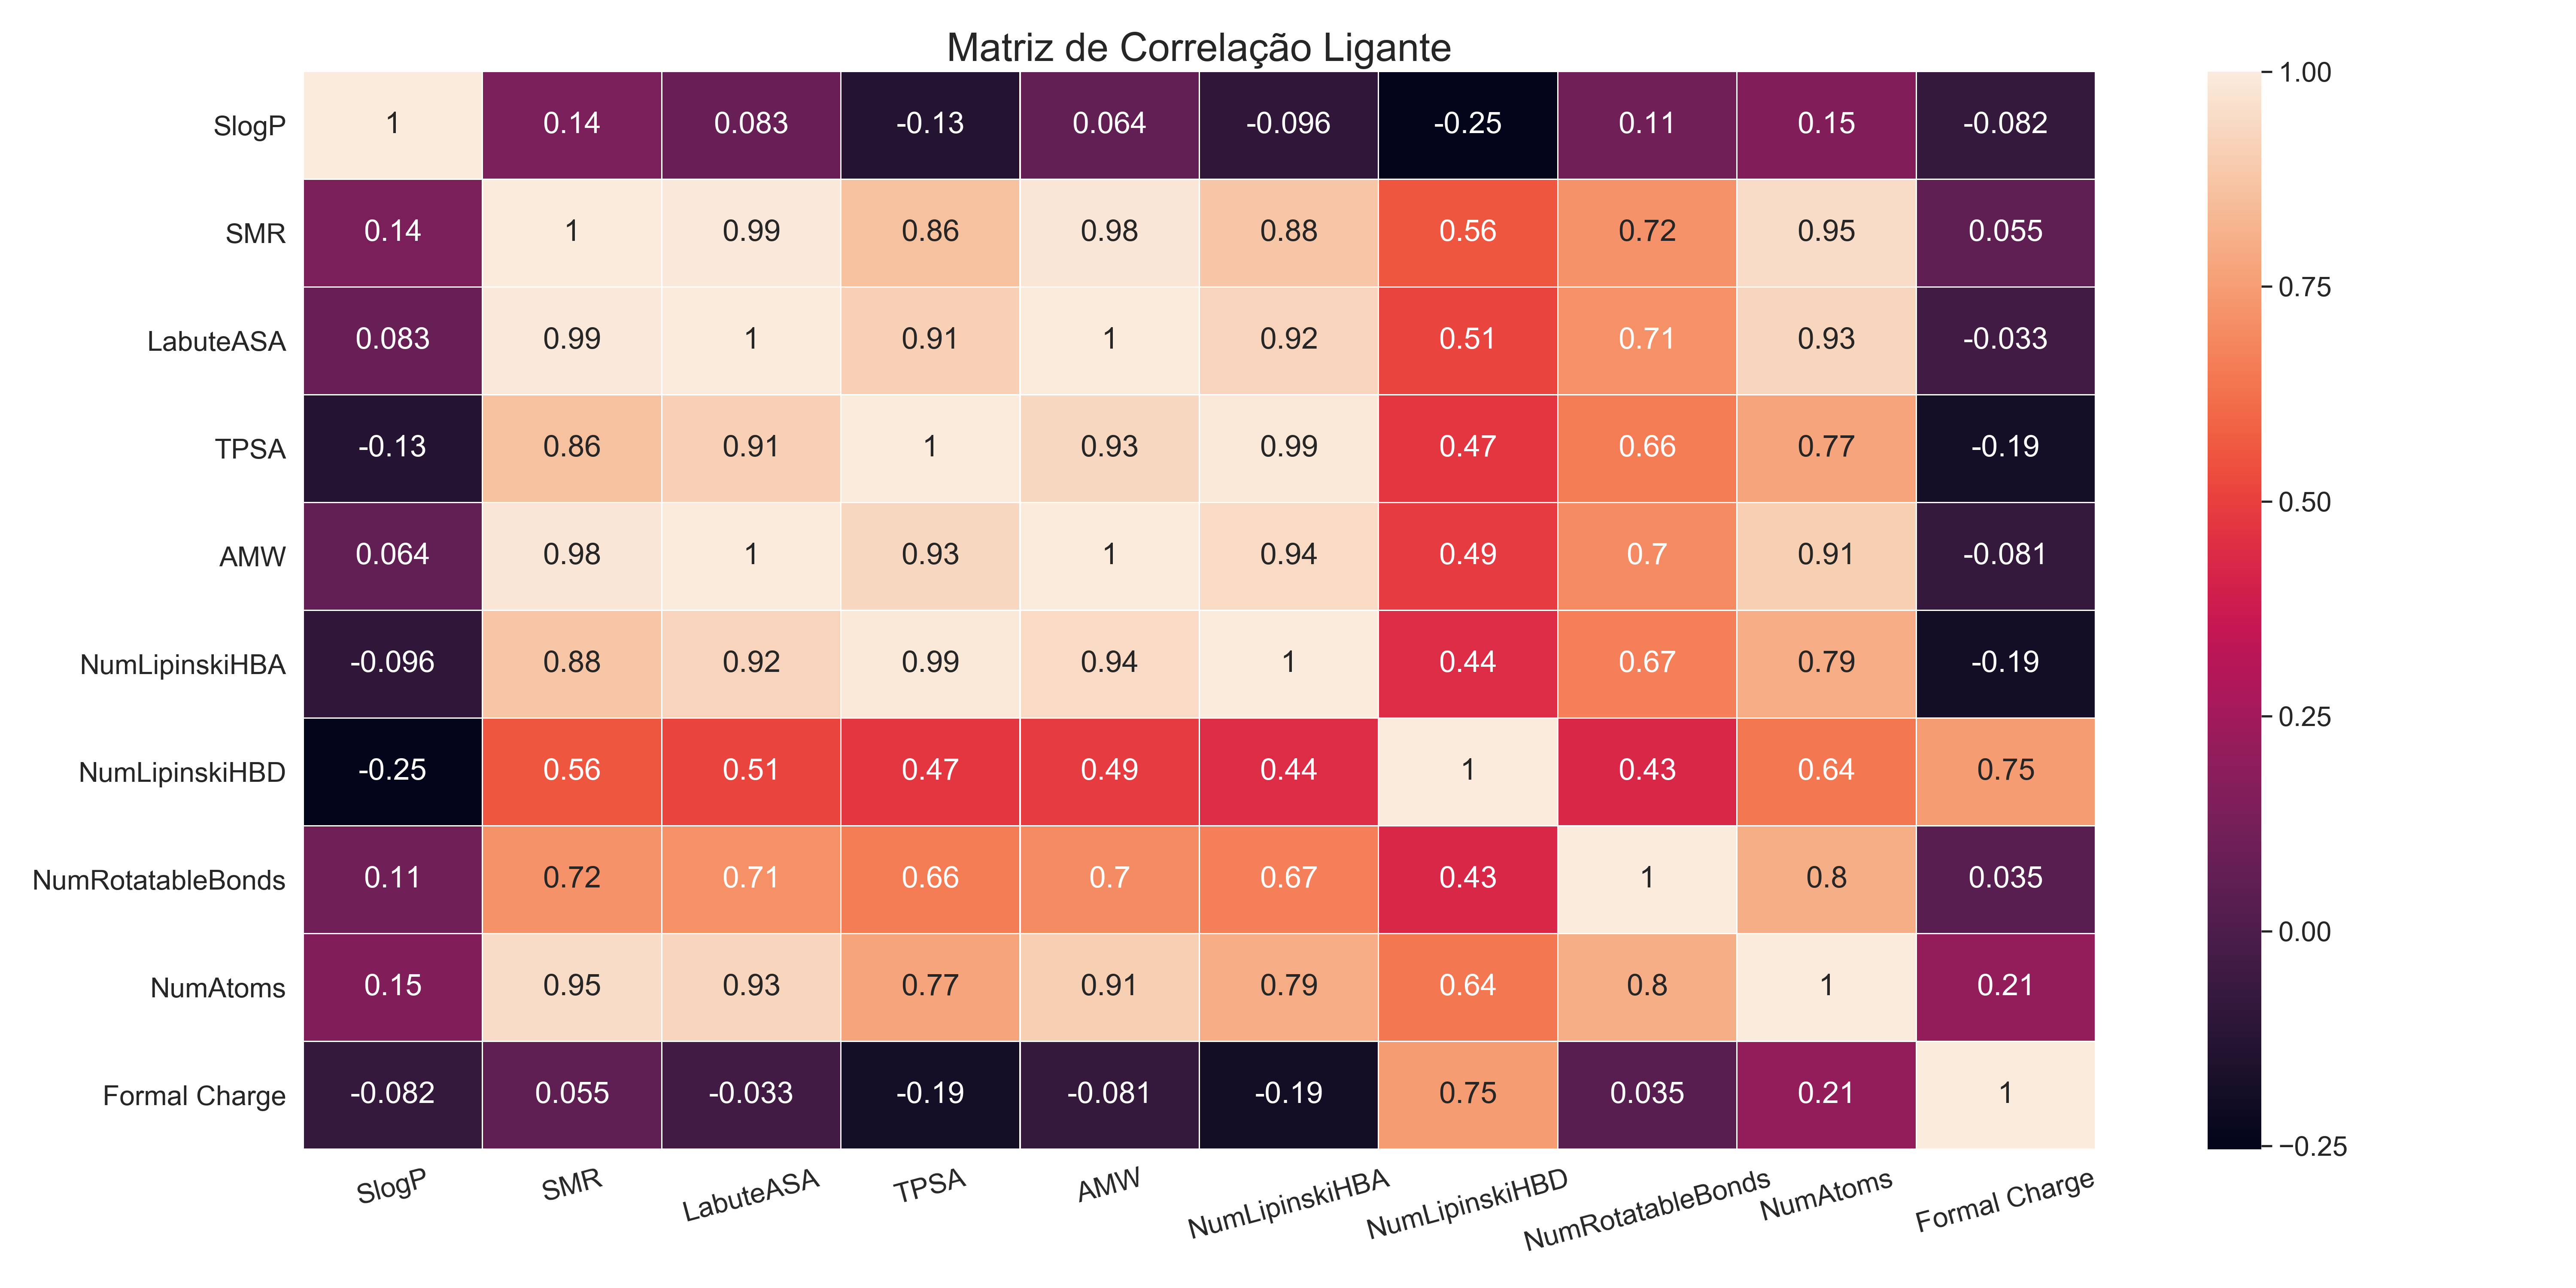 Matriz de Correlação Ligante
SlogP 1 0.14 0.083 -0.13 0.064 -0.096 -0.25 0.11 0.15 -0.082
SMR 0.14 1 0.99 0.86 0.98 0.88 0.56 0.72 0.95 0.055
LabuteASA 0.083 0.99 1 0.91 1 0.92 0.51 0.71 0.93 -0.033
TPSA -0.13 0.86 0.91 1 0.93 0.99 0.47 0.66 0.77 -0.19
AMW 0.064 0.98 1 0.93 1 0.94 0.49 0.7 0.91 -0.081
NumLipinskiHBA -0.096 0.88 0.92 0.99 0.94 1 0.44 0.67 0.79 -0.19
NumLipinskiHBD -0.25 0.56 0.51 0.47 0.49 0.44 1 0.43 0.64 0.75
NumRotatableBonds 0.11 0.72 0.71 0.66 0.7 0.67 0.43 1 0.8 0.035
NumAtoms 0.15 0.95 0.93 0.77 0.91 0.79 0.64 0.8 1 0.21
Formal Charge -0.082 0.055 -0.033 -0.19 -0.081 -0.19 0.75 0.035 0.21 1
SlogP SMR LabuteASA TPSA AMW NumLipinskiHBA NumLipinskiHBD NumRotatableBonds NumAtoms Formal Charge
1.00
0.75
0.50
0.25
0.00
−0.25